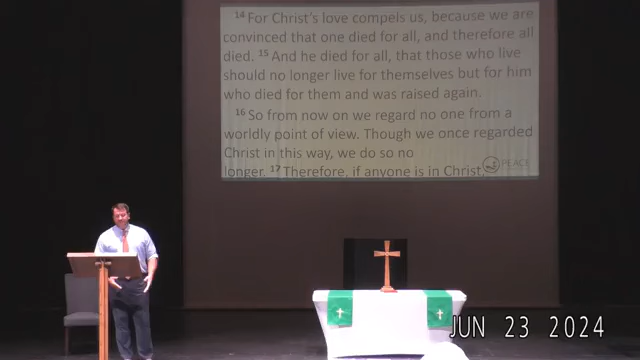 14 For Christ's love compels us, because we are
convinced that one died for all, and therefore all
died. 15 And he died for all, that those who live
should no longer live for themselves but for him
who died for them and was raised again.
16 So from now on we regard no one from a
worldly point of view. Though we once regarded
Christ in this way, we do so no
longer. 17 Therefore, if anyone is in Christ,
PEACE
JUN 23 2024